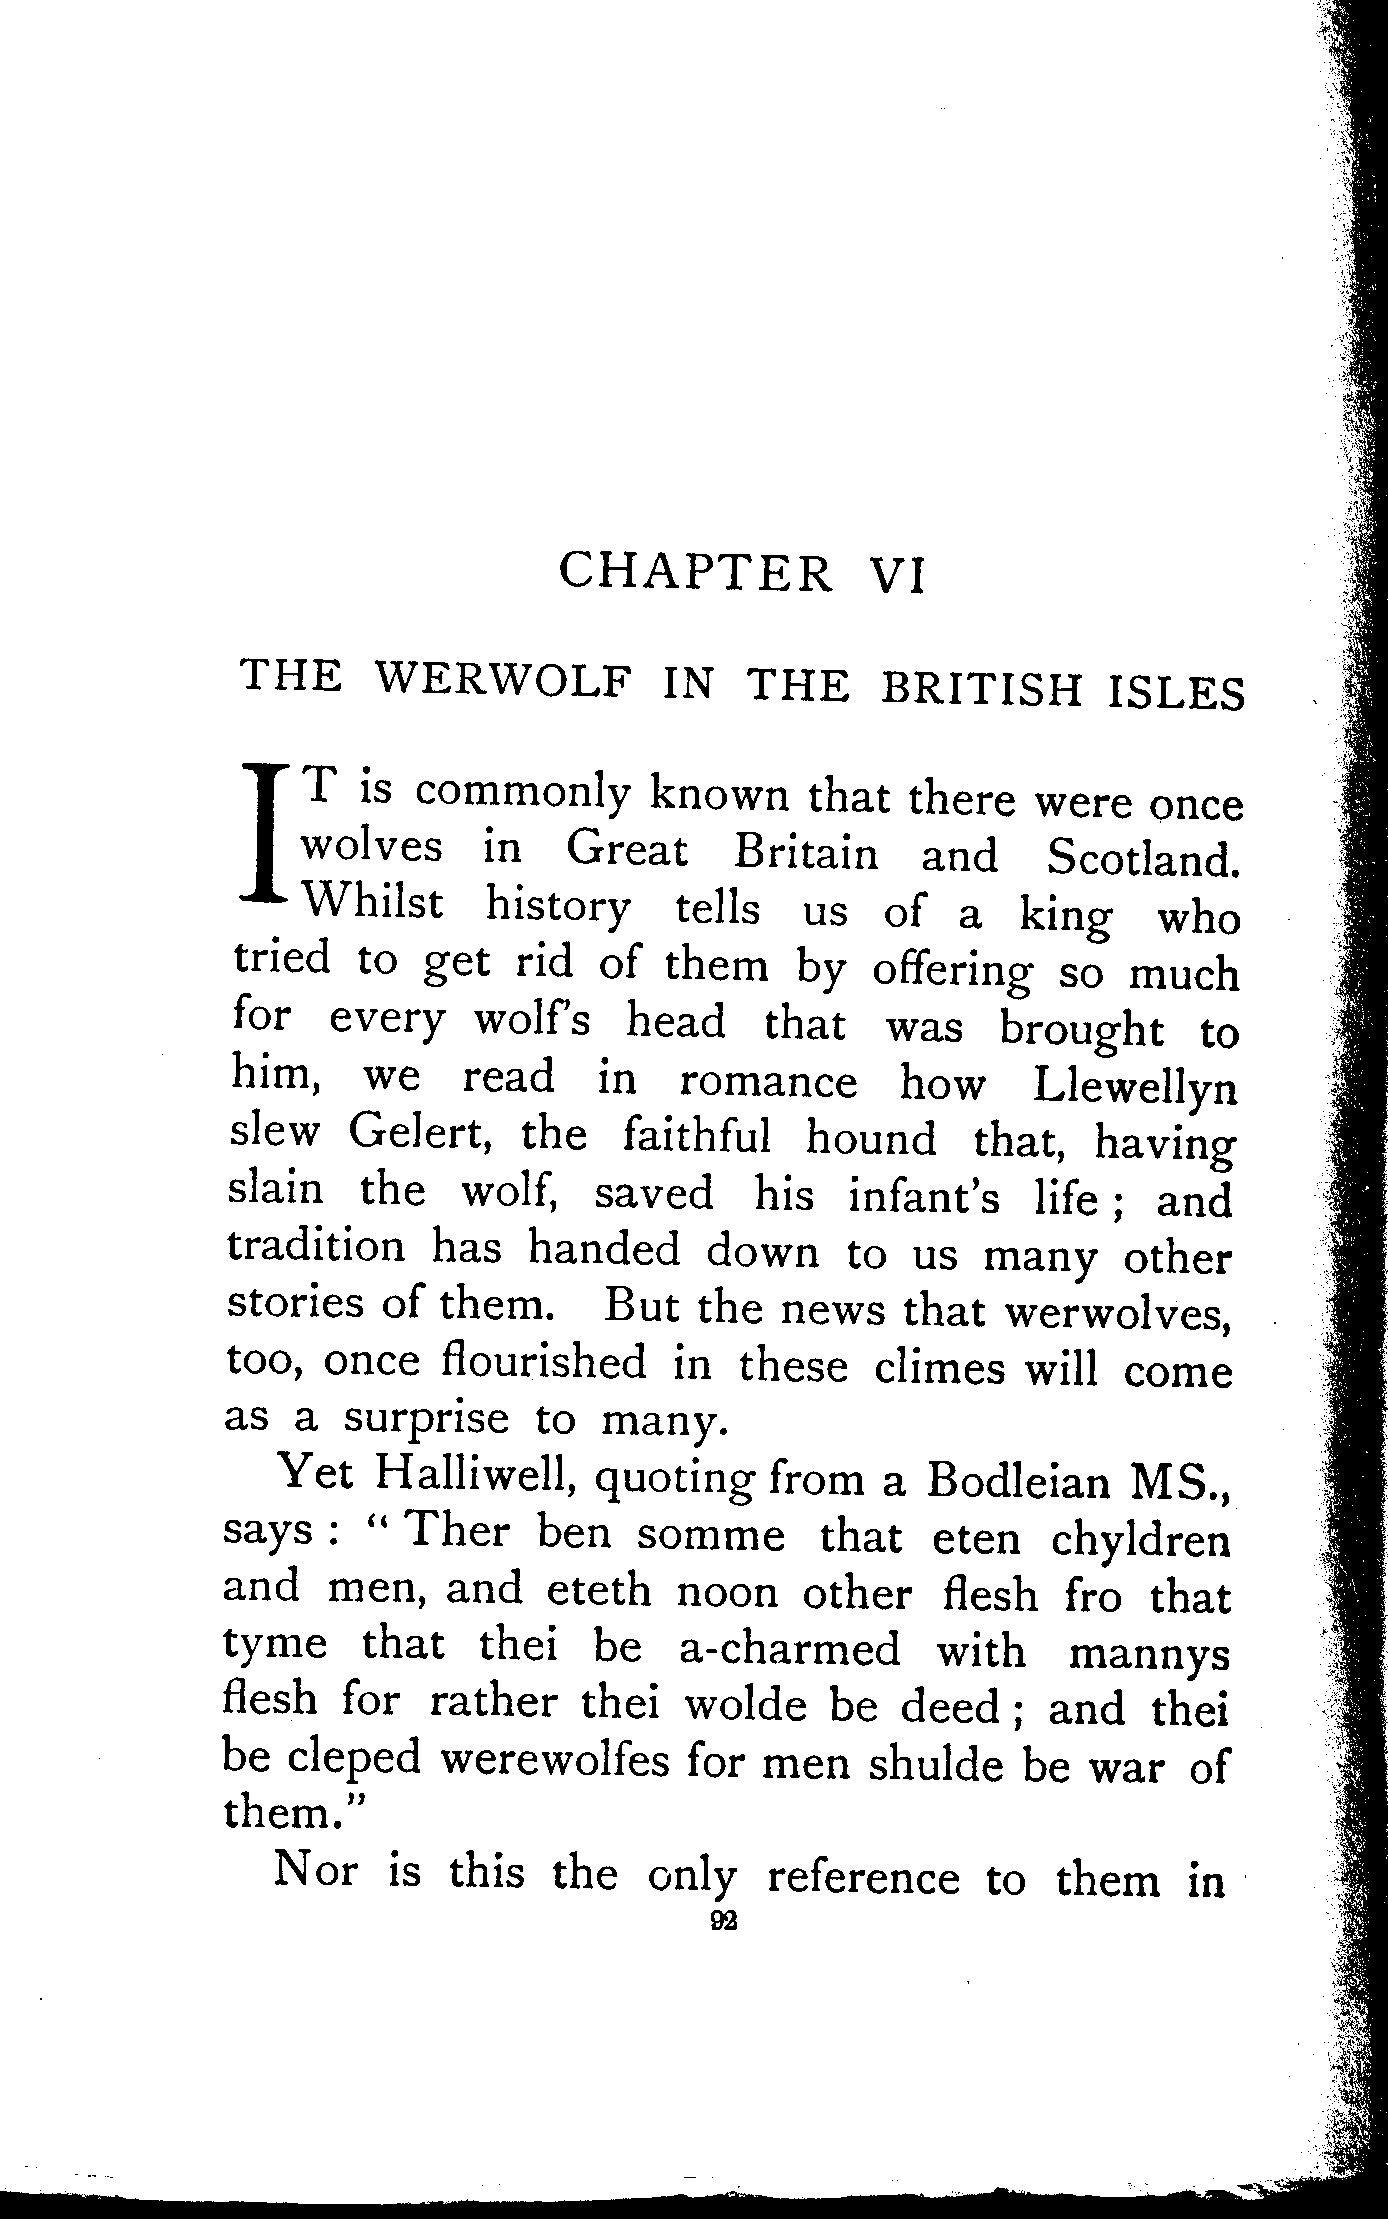 CHAPTER VI
THE WERWOLF IN THE BRITISH ISLES
IT is commonly known that there were once
wolves in Great Britain and Scotland.
Whilst history tells us of a king who
tried to get rid of them by offering so much
for every wolf's head that was brought to
him, we read in romance how Llewellyn
slew Gelert, the faithful hound that, having
slain the wolf, saved his infant's life ; and
tradition has handed down to us many other
stories of them. But the news that werwolves,
too, once flourished in these climes will come
as a surprise to many.
Yet Halliwell, quoting from a Bodleian MS.,
says : “ Ther ben somme that eten chyldren
and men, and eteth noon other flesh fro that
tyme that thei be a-charmed with mannys
flesh for rather thei wolde be deed ; and thei
be cleped werewolfes for men shulde be war of
them.”
Nor is this the only reference to them in
92